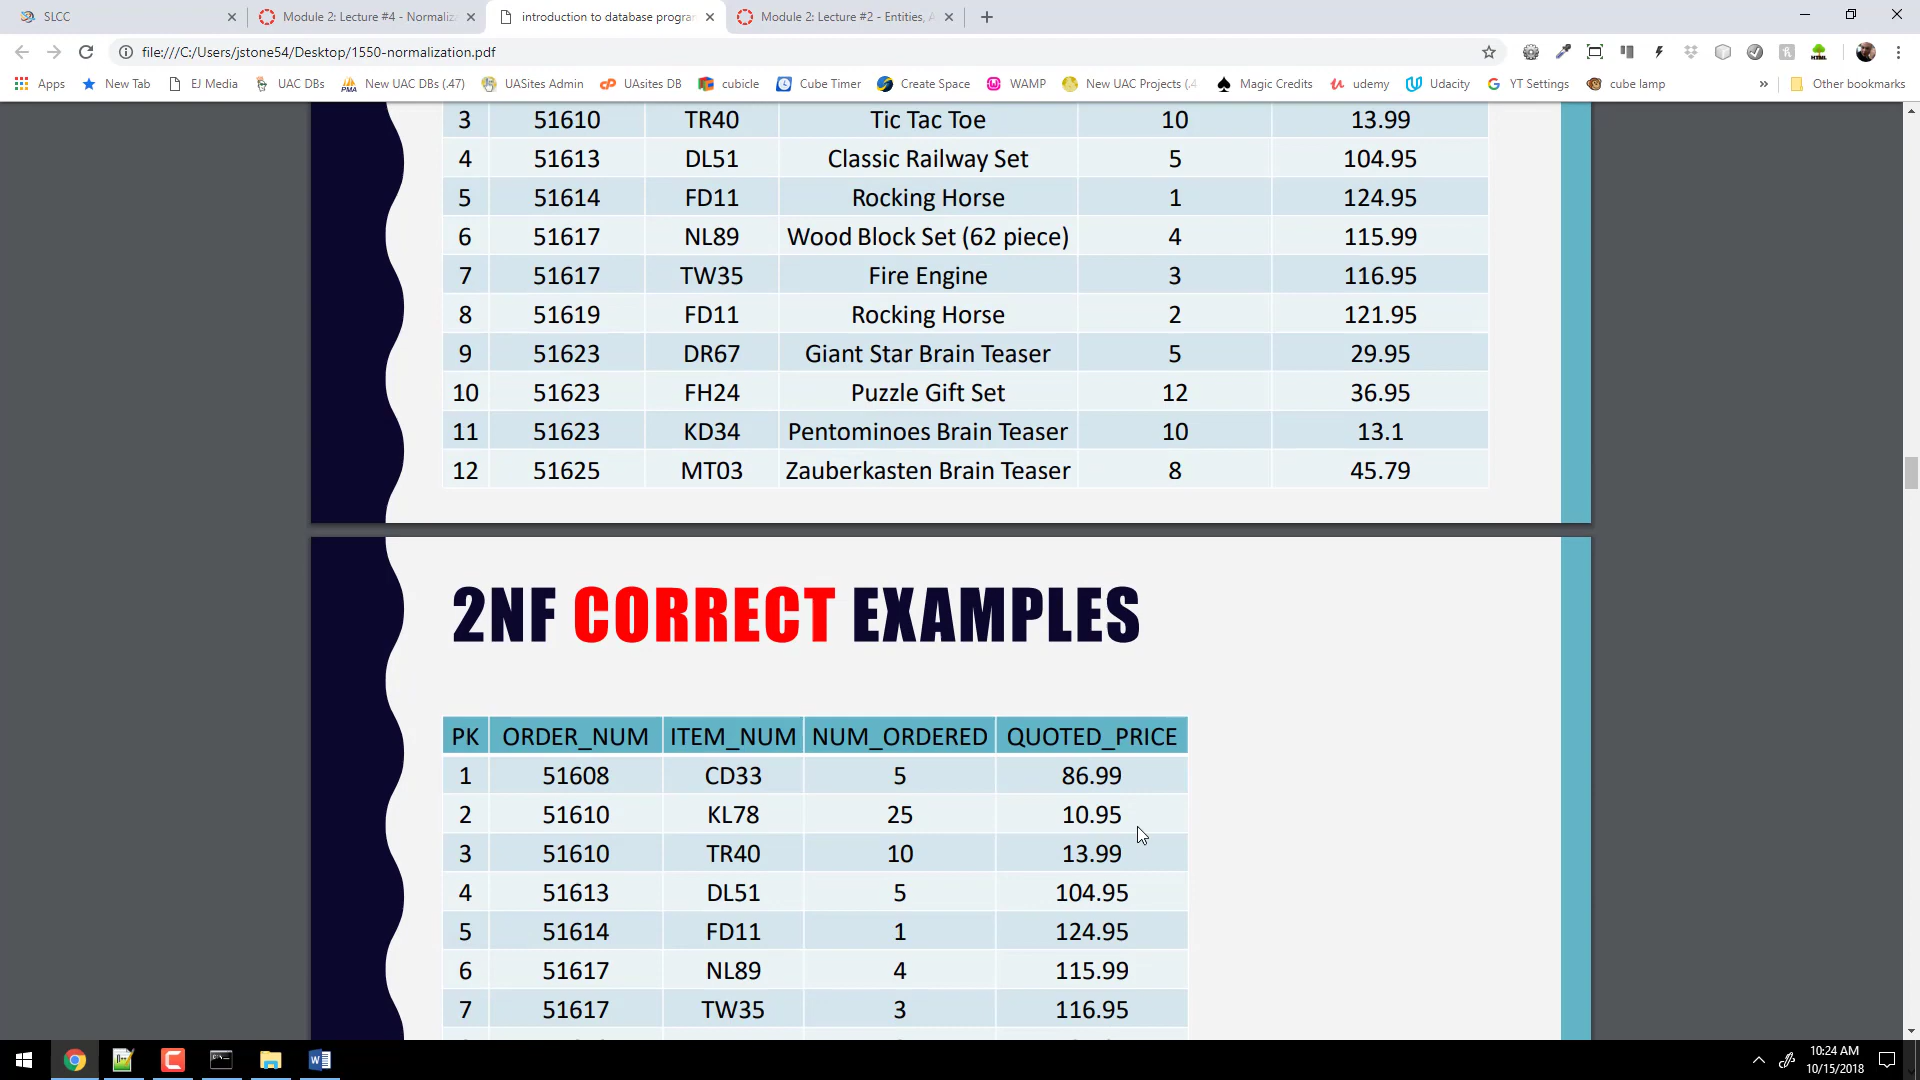 SLCC
Module 2: Lecture #4 - Normaliz
introduction to database progra
Module 2: Lecture #2 - Entities, A
file:///C:/Users/jstone54/Desktop/1550-normalization.pdf
Apps
New Tab
EJ Media
UAC DBs
New UAC DBs (.47)
UASites Admin
UAsites DB
cubicle
Cube Timer
Create Space
WAMP
New UAC Projects (.4
Magic Credits
udemy
Udacity
YT Settings
cube lamp
»
Other bookmarks
3 51610 TR40 Tic Tac Toe 10 13.99
4 51613 DL51 Classic Railway Set 5 104.95
5 51614 FD11 Rocking Horse 1 124.95
6 51617 NL89 Wood Block Set (62 piece) 4 115.99
7 51617 TW35 Fire Engine 3 116.95
8 51619 FD11 Rocking Horse 2 121.95
9 51623 DR67 Giant Star Brain Teaser 5 29.95
10 51623 FH24 Puzzle Gift Set 12 36.95
11 51623 KD34 Pentominoes Brain Teaser 10 13.1
12 51625 MT03 Zauberkasten Brain Teaser 8 45.79
2NF CORRECT EXAMPLES
PK ORDER_NUM ITEM_NUM NUM_ORDERED QUOTED_PRICE
1 51608 CD33 5 86.99
2 51610 KL78 25 10.95
3 51610 TR40 10 13.99
4 51613 DL51 5 104.95
5 51614 FD11 1 124.95
6 51617 NL89 4 115.99
7 51617 TW35 3 116.95
10:24 AM
10/15/2018